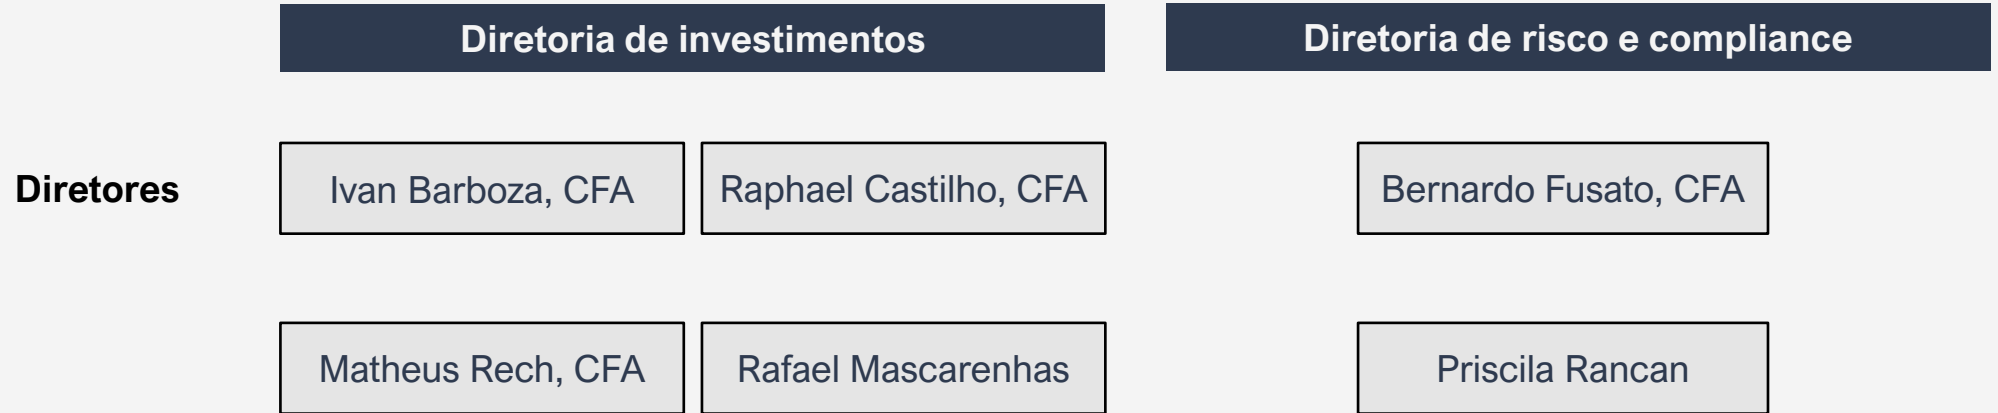 Diretoria de investimentos
Diretoria de risco e compliance
Diretores
Ivan Barboza, CFA
Raphael Castilho, CFA
Bernardo Fusato, CFA
Matheus Rech, CFA
Rafael Mascarenhas
Priscila Rancan